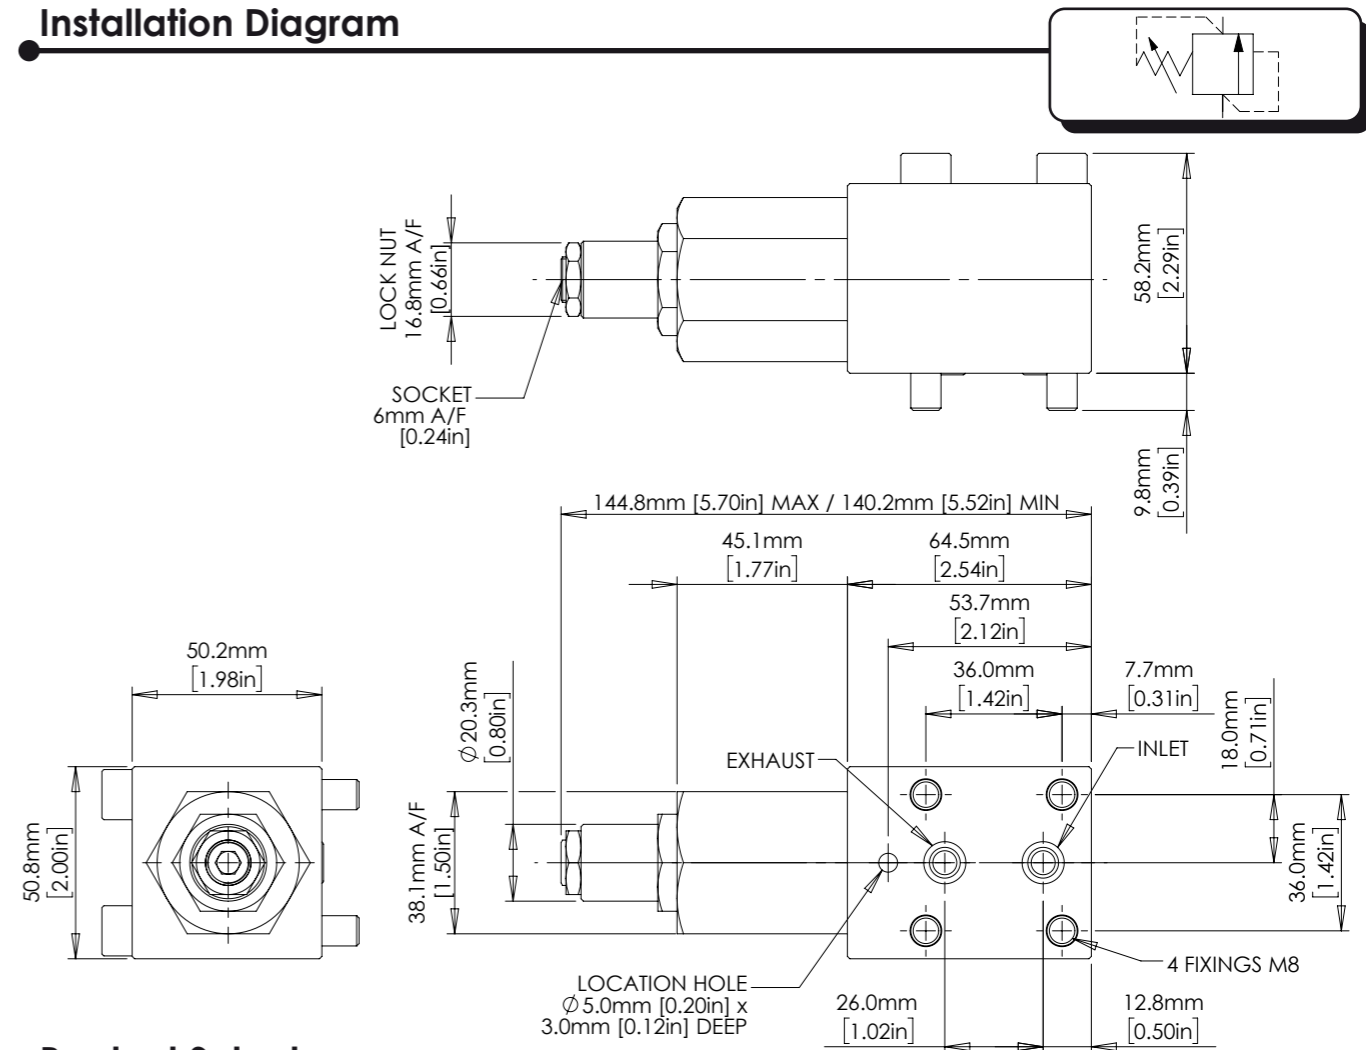 Installation Diagram
LOCK NUT
16.8mm A/F
[0.66in]
58.2mm
[2.29in]
SOCKET
6mm A/F
[0.24in]
9.8mm
[0.39in]
144.8mm [5.70in] MAX / 140.2mm [5.52in] MIN
45.1mm
[1.77in]
64.5mm
[2.54in]
53.7mm
[2.12in]
50.2mm
[1.98in]
Ø20.3mm
[0.80in]
36.0mm
[1.42in]
7.7mm
[0.31in]
18.0mm
[0.71in]
EXHAUST
INLET
50.8mm
[2.00in]
38.1mm A/F
[1.50in]
36.0mm
[1.42in]
4 FIXINGS M8
LOCATION HOLE
Ø5.0mm [0.20in] x
3.0mm [0.12in] DEEP
26.0mm
[1.02in]
12.8mm
[0.50in]